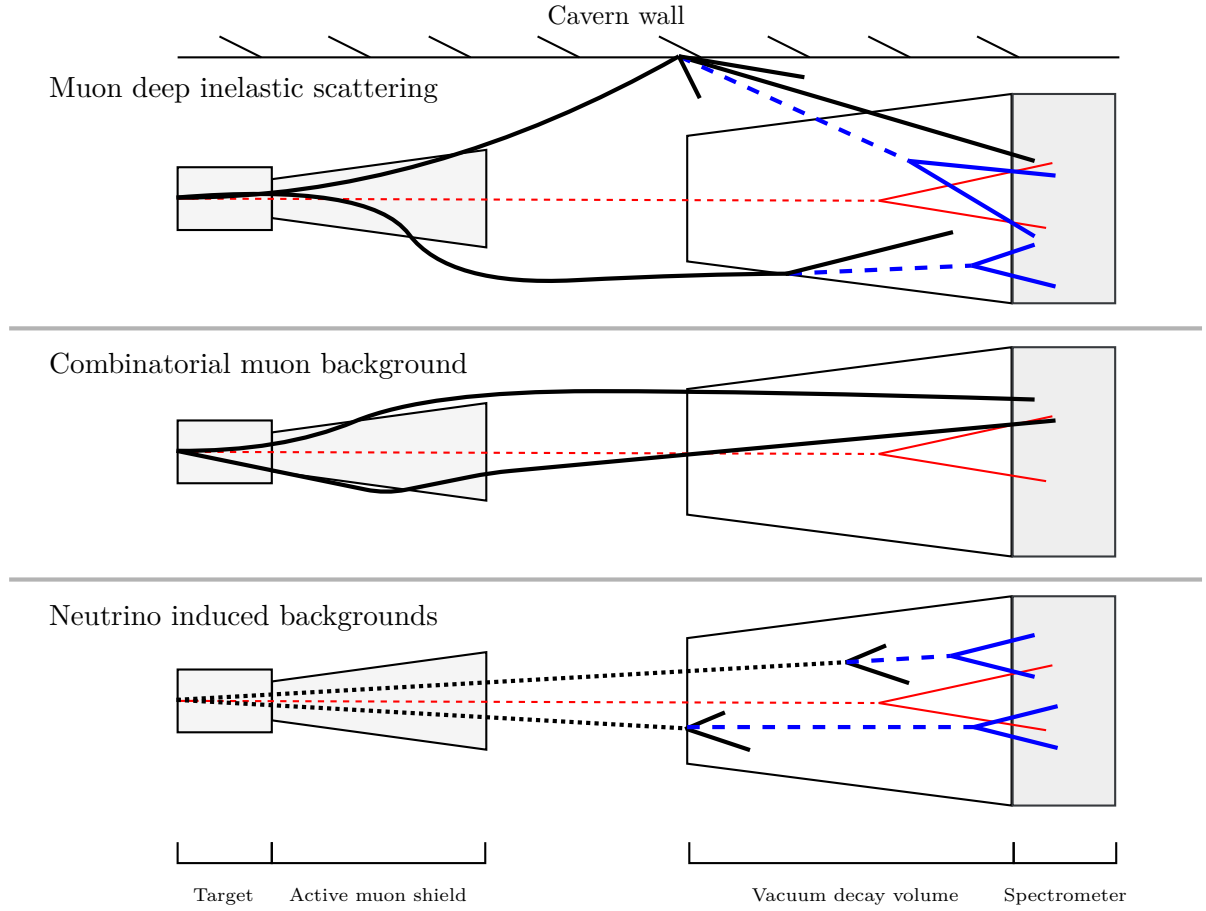 Cavern wall
Muon deep inelastic scattering
Combinatorial muon background
Neutrino induced backgrounds
Target
Active muon shield
Vacuum decay volume
Spectrometer